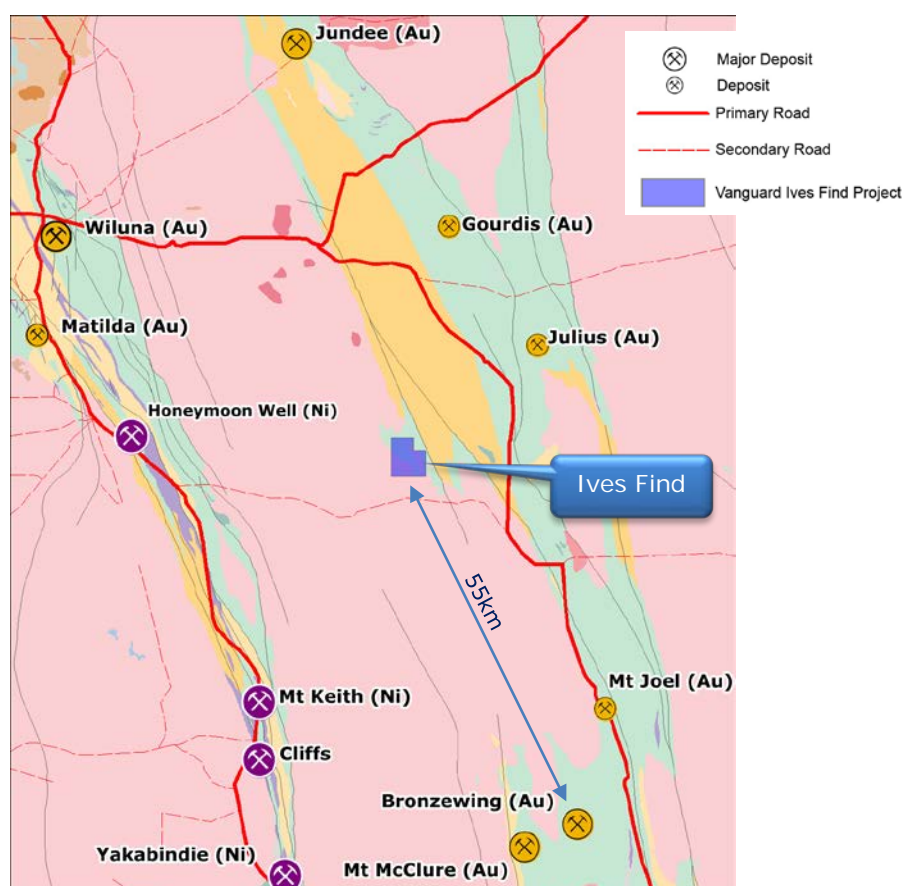 Jundee (Au)
Major Deposit
Deposit
Primary Road
Secondary Road
Vanguard Ives Find Project
Wiluna (Au)
Gourdis (Au)
Matilda (Au)
Julius (Au)
Honeymoon Well (Ni)
Ives Find
55km
Mt Keith (Ni)
Mt Joel (Au)
Cliffs
Bronzewing (Au)
Yakabindie (Ni)
Mt McClure (Au)